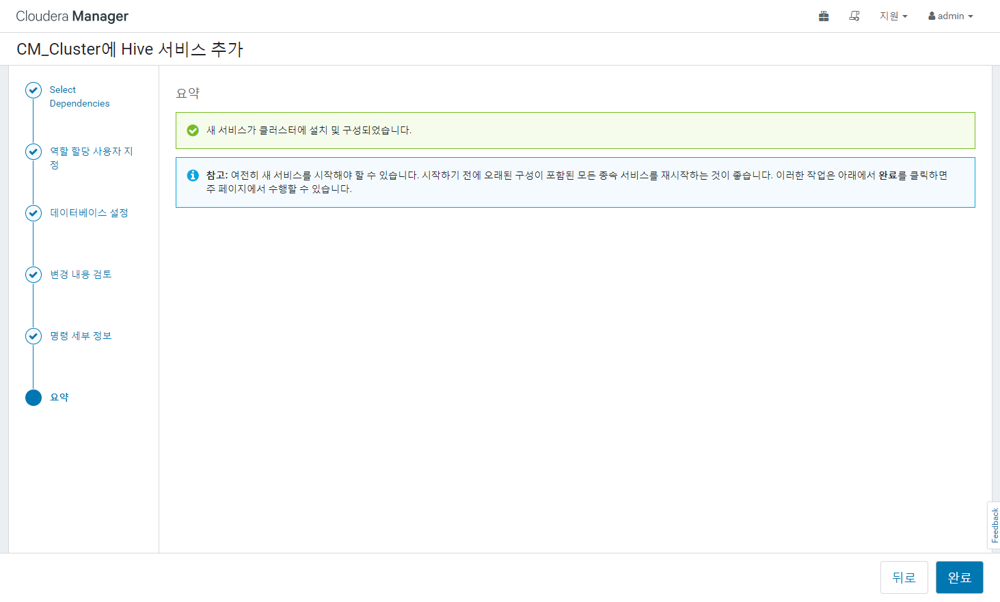 Cloudera Manager
지원
admin
CM_Cluster에 Hive 서비스 추가
Select
Dependencies
역할 할당 사용자 지
정
데이터베이스 설정
변경 내용 검토
명령 세부 정보
요약
요약
새 서비스가 클러스터에 설치 및 구성되었습니다.
참고: 여전히 새 서비스를 시작해야 할 수 있습니다. 시작하기 전에 오래된 구성이 포함된 모든 종속 서비스를 재시작하는 것이 좋습니다. 이러한 작업은 아래에서 완료를 클릭하면
주 페이지에서 수행할 수 있습니다.
Feedback
뒤로
완료